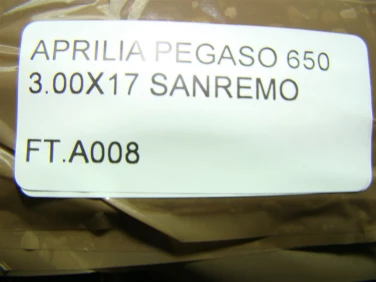 APRILIA PEGASO 650
3.00X17 SANREMO
FT.A008